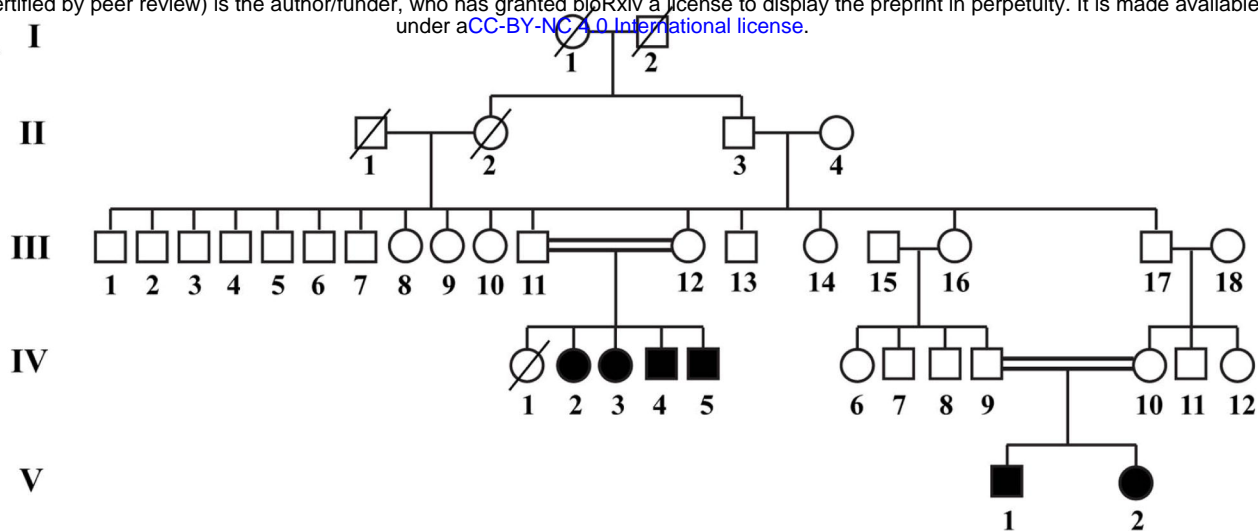 ertified by peer review) is the author/funder, who has granted bioRxiv a license to display the preprint in perpetuity. It is made available
under aCC-BY-NC 4.0 International license.
I
1 2
II
1 2 3 4
III
1 2 3 4 5 6 7 8 9 10 11 12 13 14 15 16 17 18
IV
1 2 3 4 5 6 7 8 9 10 11 12
V
1 2